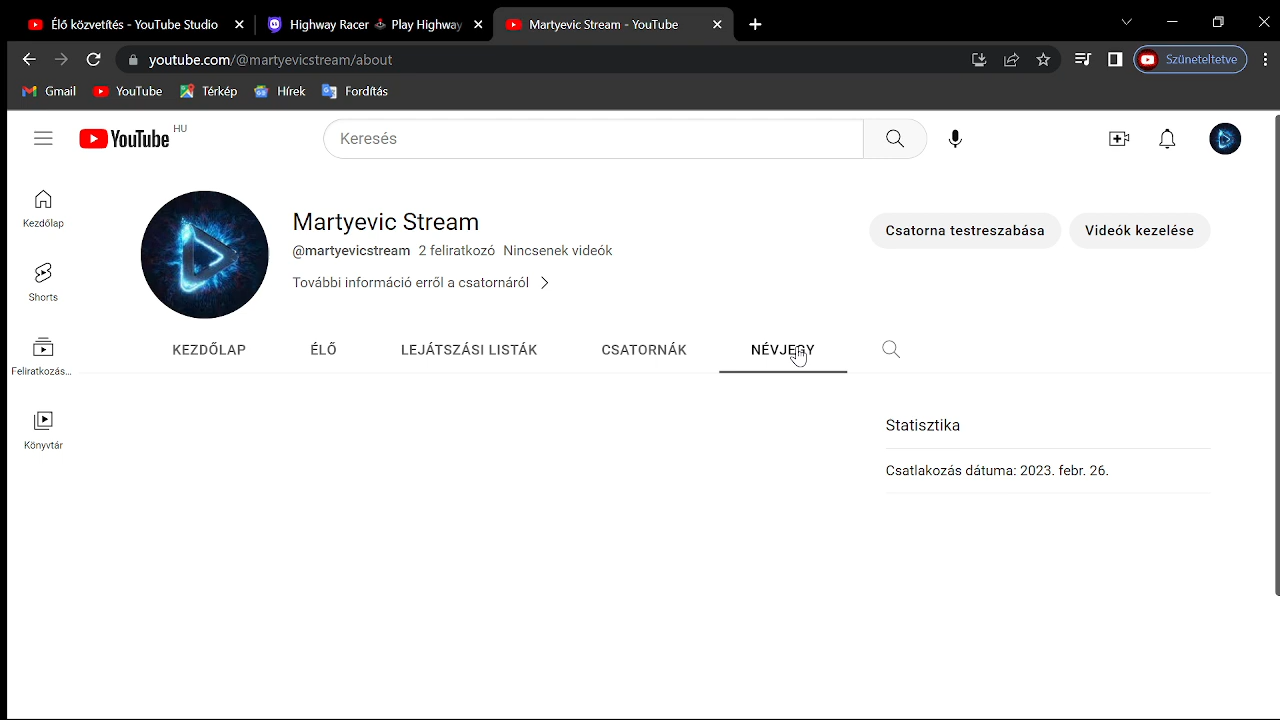 Élő közvetítés - YouTube Studio
Highway Racer 🕹️ Play Highway
Martyevic Stream - YouTube
youtube.com/@martyevicstream/about
Szüneteltetve
Gmail
YouTube
Térkép
Hírek
Fordítás
YouTube
HU
Keresés
Kezdőlap
Martyevic Stream
@martyevicstream 2 feliratkozó Nincsenek videók
Csatorna testreszabása
Videók kezelése
További információ erről a csatornáról
Shorts
KEZDŐLAP
ÉLŐ
LEJÁTSZÁSI LISTÁK
CSATORNÁK
NÉVJEGY
Feliratkozás...
Könyvtár
Statisztika
Csatlakozás dátuma: 2023. febr. 26.